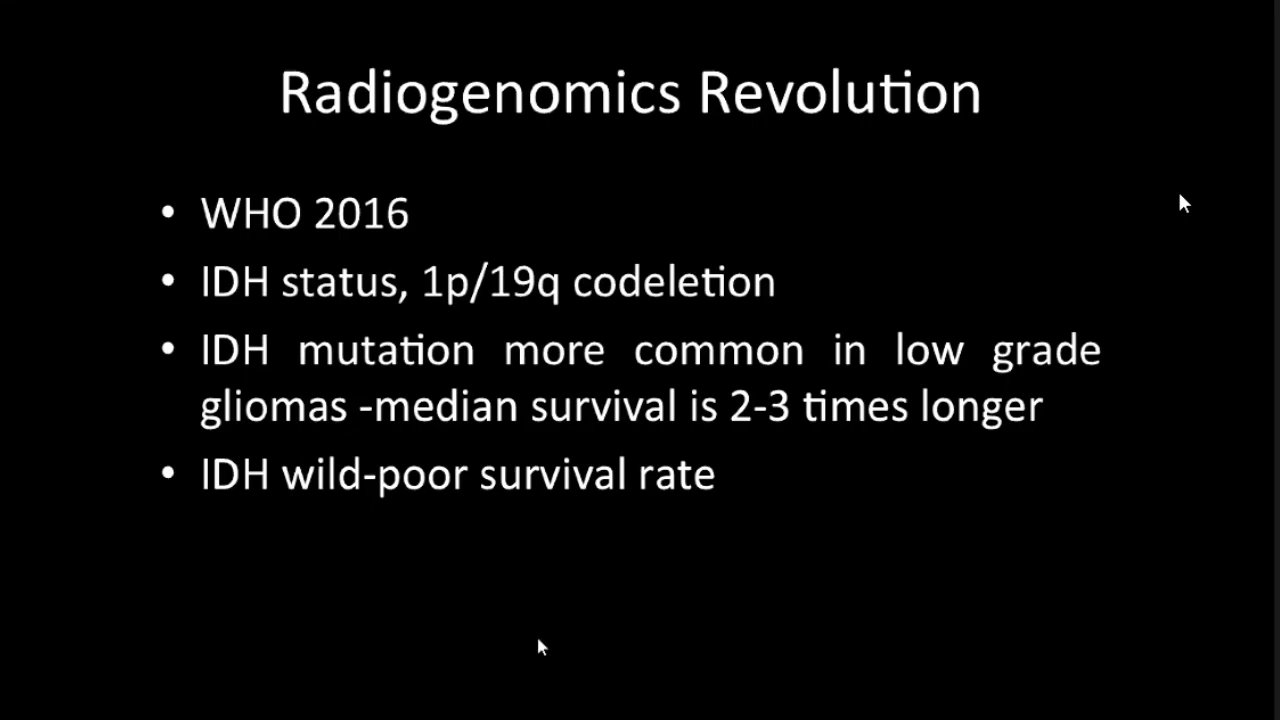 Radiogenomics Revolution
• WHO 2016
• IDH status, 1p/19q codeletion
• IDH mutation more common in low grade
gliomas -median survival is 2-3 times longer
• IDH wild-poor survival rate